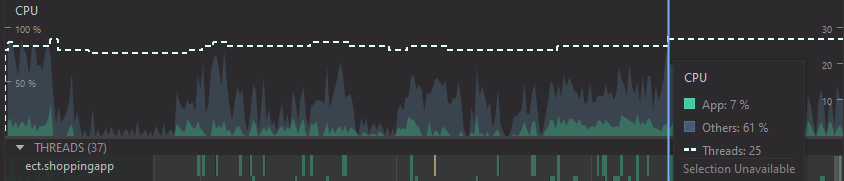 CPU
100 %
30
50 %
20
10
CPU
App: 7 %
Others: 61 %
Threads: 25
Selection Unavailable
THREADS (37)
ect.shoppingapp